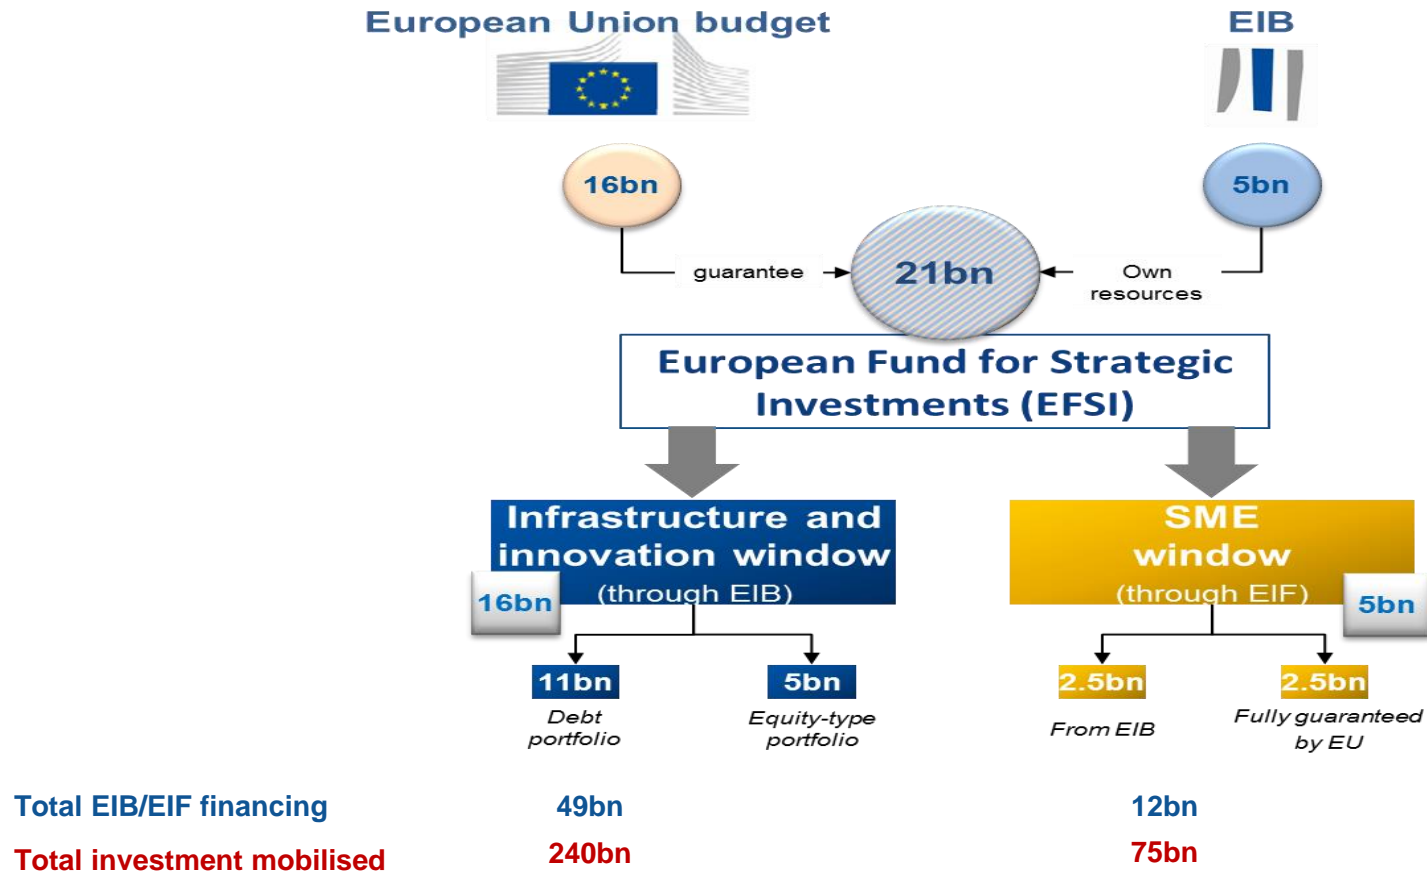 European Union budget
EIB
16bn
5bn
guarantee
21bn
Own
resources
European Fund for Strategic
Investments (EFSI)
Infrastructure and
innovation window
(through EIB)
16bn
SME
window
(through EIF)
5bn
11bn
Debt
portfolio
5bn
Equity-type
portfolio
2.5bn
From EIB
2.5bn
Fully guaranteed
by EU
Total EIB/EIF financing
49bn
12bn
Total investment mobilised
240bn
75bn